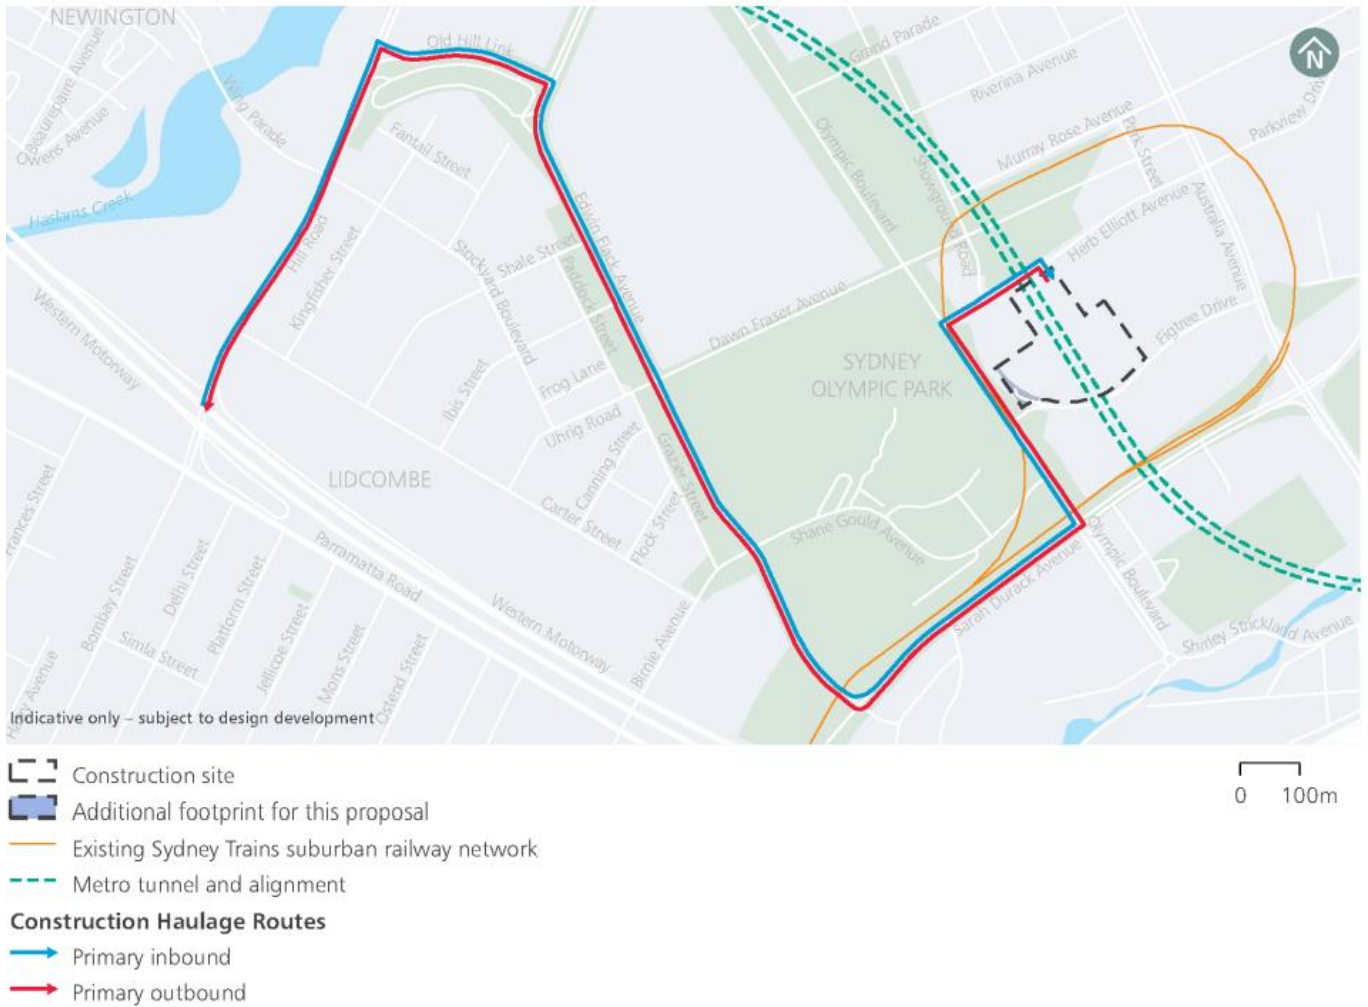 NEWINGTON
Beaurepaire Avenue
Owens Avenue
Wing Parade
Old Hill Link
Grand Parade
Riverina Avenue
N
Parkview Drive
Murray Rose Avenue
Park Street
Fantail Street
Olympic Boulevard
Showground Road
Haslams Creek
Hill Road
Kingfisher Street
Stockyard Boulevard
Shale Street
Edwin Flack Avenue
Paddock Street
Herb Elliott Avenue
Australia Avenue
Western Motorway
Dawn Fraser Avenue
Figtree Drive
SYDNEY
OLYMPIC PARK
Ibis Street
Frog Lane
Uhrig Road
Canning Street
Grazier Street
LIDCOMBE
Carter Street
Flock Street
Shane Gould Avenue
Parramatta Road
Bombay Street
Delhi Street
Platform Street
Simla Street
Jellicoe Street
Mons Street
Ostend Street
Western Motorway
Birnie Avenue
Sarah Durack Avenue
Olympic Boulevard
Shirley Strickland Avenue
Indicative only – subject to design development
Construction site
Additional footprint for this proposal
Existing Sydney Trains suburban railway network
Metro tunnel and alignment
Construction Haulage Routes
Primary inbound
Primary outbound
0 100m